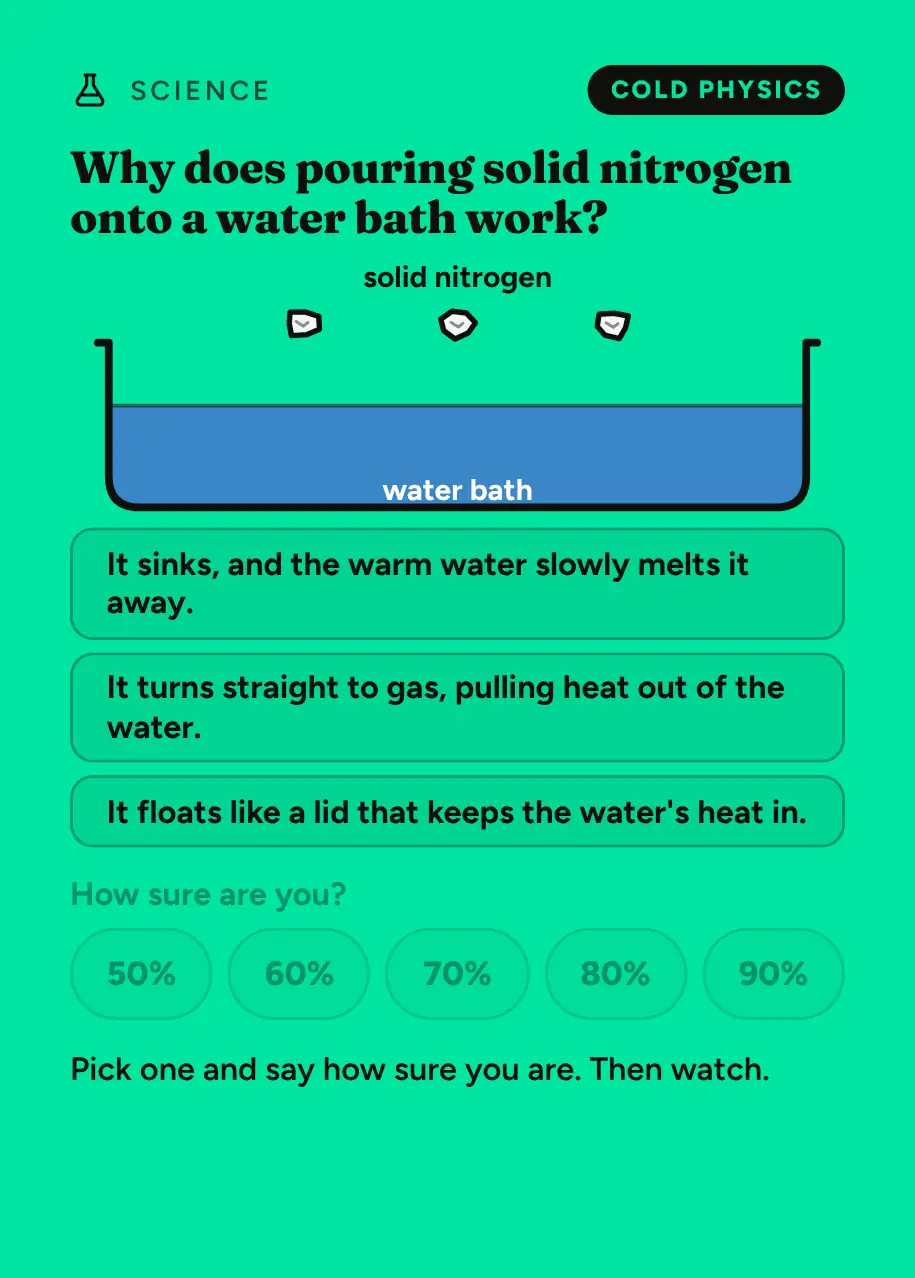 SCIENCE
COLD PHYSICS
Why does pouring solid nitrogen
onto a water bath work?
solid nitrogen
water bath
It sinks, and the warm water slowly melts it
away.
It turns straight to gas, pulling heat out of the
water.
It floats like a lid that keeps the water's heat in.
How sure are you?
50%
60%
70%
80%
90%
Pick one and say how sure you are. Then watch.